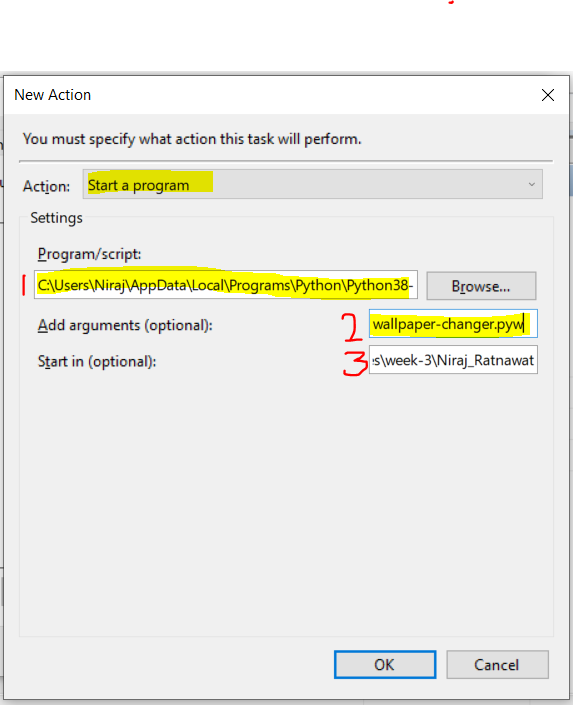 New Action
You must specify what action this task will perform.
Action: Start a program
Settings
Program/script:
1 C:\Users\Niraj\AppData\Local\Programs\Python\Python38- Browse...
Add arguments (optional): 2 wallpaper-changer.pyw
Start in (optional): 3 s\week-3\Niraj_Ratnawat
OK Cancel